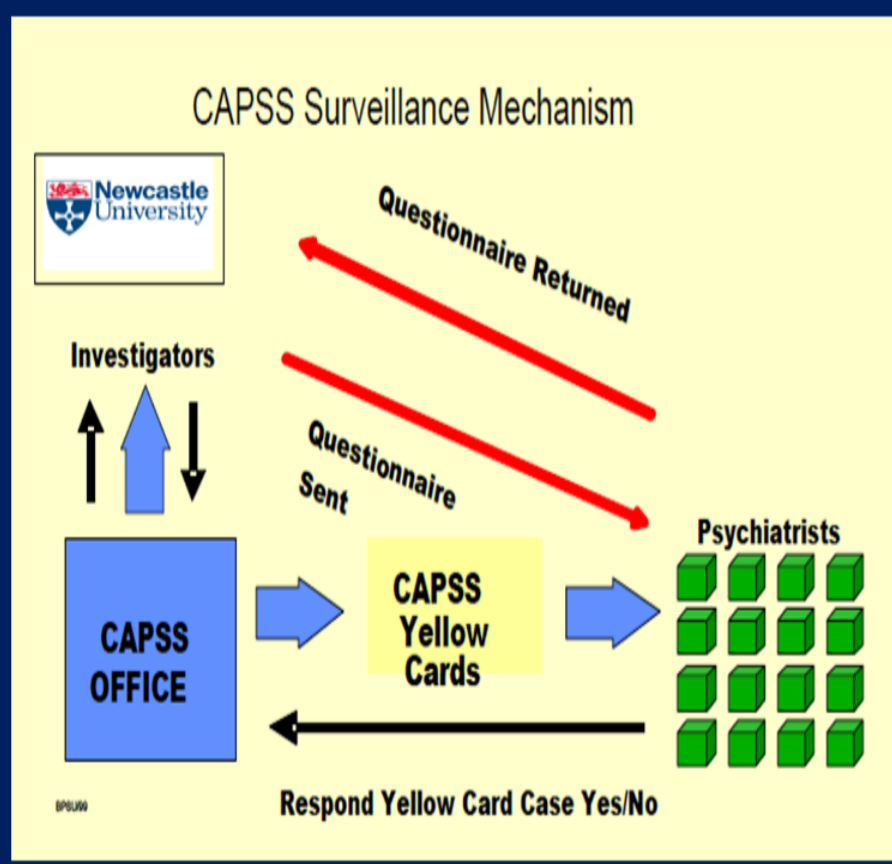 CAPSS Surveillance Mechanism
Newcastle
University
Questionnaire Returned
Investigators
Questionnaire
Sent
Psychiatrists
CAPSS
OFFICE
CAPSS
Yellow
Cards
Respond Yellow Card Case Yes/No